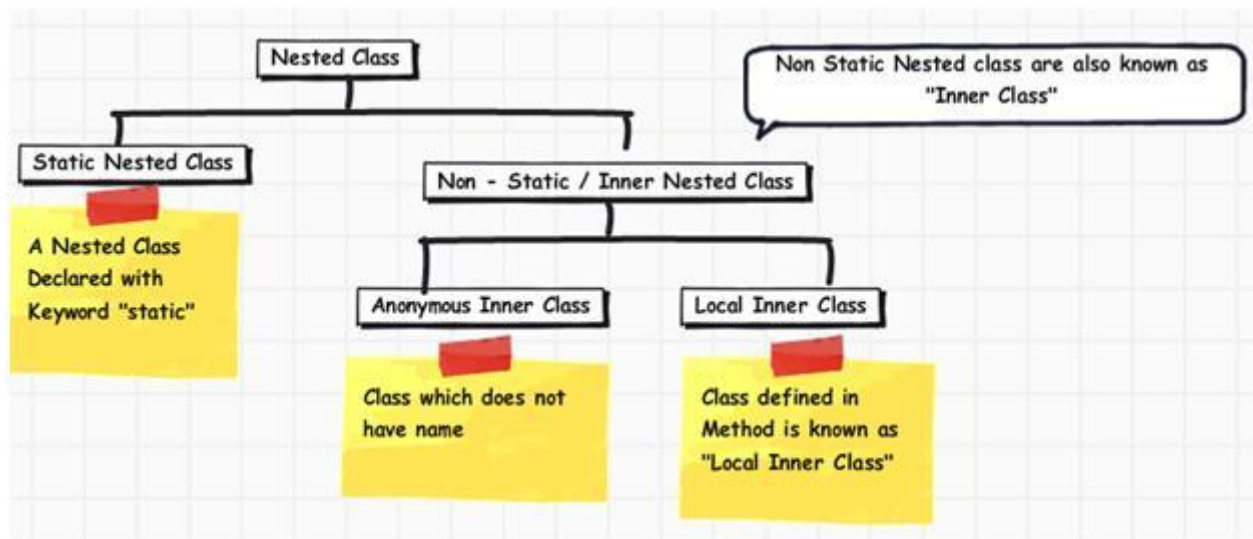 Nested Class
Non Static Nested class are also known as
"Inner Class"
Static Nested Class
Non - Static / Inner Nested Class
A Nested Class
Declared with
Keyword "static"
Anonymous Inner Class
Local Inner Class
Class which does not
have name
Class defined in
Method is known as
"Local Inner Class"